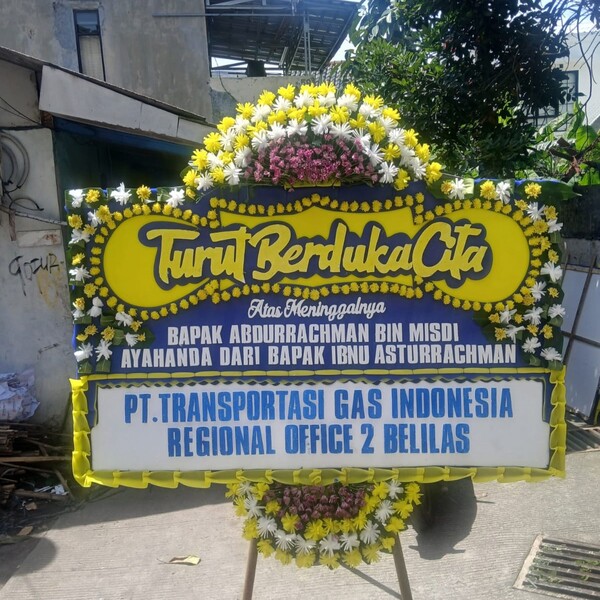 Turut Berduka Cita
Atas Meninggalnya
BAPAK ABDURRACHMAN BIN MISDI
AYAHANDA DARI BAPAK IBNU ASTURRACHMAN
PT.TRANSPORTASI GAS INDONESIA
REGIONAL OFFICE 2 BELILAS